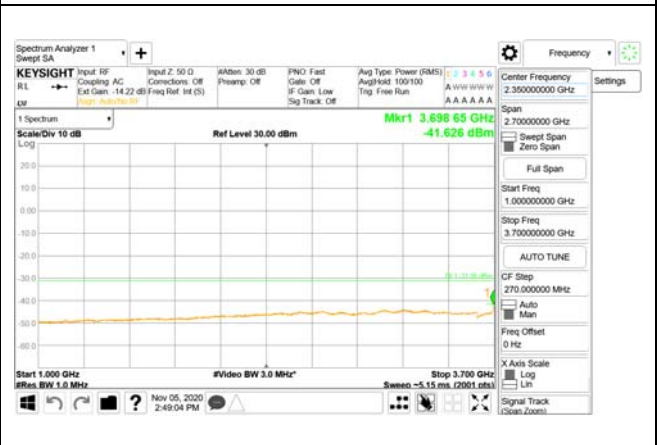 Spectrum Analyzer 1
Swept SA
+
Frequency
KEYSIGHT
Input: RF
Coupling: AC
Ext Gain: -14.22 dB
Align: Auto/No RF
Input Z: 50 Ω
Corrections: Off
Freq Ref: Int (S)
#Atten: 30 dB
Preamp: Off
PNO: Fast
Gate: Off
IF Gain: Low
Sig Track: Off
Avg Type: Power (RMS)
Avg|Hold: 100/100
Trig: Free Run
1 2 3 4 5 6
A W W W W W
A A A A A A
RL
Center Frequency
2.350000000 GHz
Settings
Span
2.70000000 GHz
Swept Span
Zero Span
Full Span
Start Freq
1.000000000 GHz
Stop Freq
3.700000000 GHz
AUTO TUNE
CF Step
270.000000 MHz
Auto
Man
Freq Offset
0 Hz
X Axis Scale
Log
Lin
Signal Track
(Span Zoom)
1 Spectrum
Scale/Div 10 dB
Ref Level 30.00 dBm
Mkr1 3.698 65 GHz
-41.626 dBm
Log
20.0
10.0
0.00
-10.0
-20.0
-30.0
-40.0
-50.0
-60.0
1
Start 1.000 GHz
#Res BW 1.0 MHz
#Video BW 3.0 MHz*
Stop 3.700 GHz
Sweep ~5.15 ms (2001 pts)
?
Nov 05, 2020
2:49:04 PM